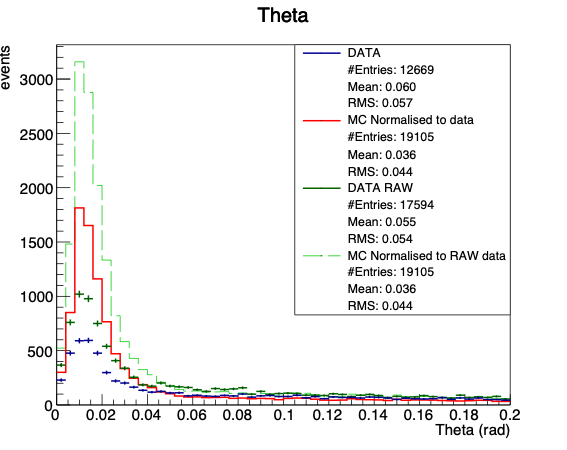 Theta
events
3000
2500
2000
1500
1000
500
0
0 0.02 0.04 0.06 0.08 0.1 0.12 0.14 0.16 0.18 0.2
Theta (rad)
DATA
#Entries: 12669
Mean: 0.060
RMS: 0.057
MC Normalised to data
#Entries: 19105
Mean: 0.036
RMS: 0.044
DATA RAW
#Entries: 17594
Mean: 0.055
RMS: 0.054
MC Normalised to RAW data
#Entries: 19105
Mean: 0.036
RMS: 0.044